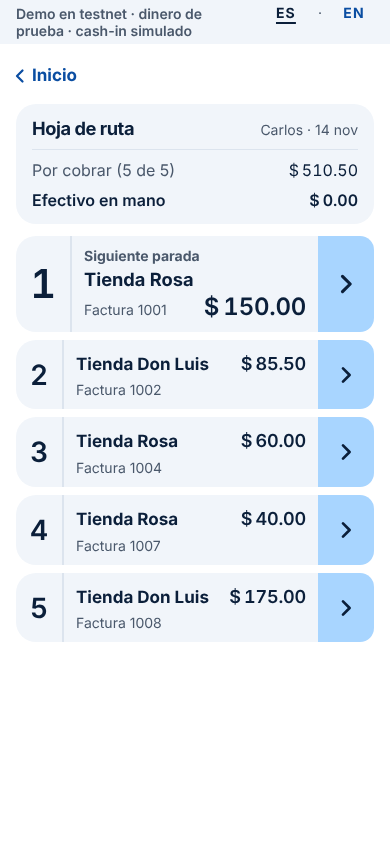 Demo en testnet · dinero de
prueba · cash-in simulado
ES · EN
Inicio
Hoja de ruta
Carlos · 14 nov
Por cobrar (5 de 5) $510.50
Efectivo en mano $0.00
1
Siguiente parada
Tienda Rosa
Factura 1001 $150.00
2
Tienda Don Luis $85.50
Factura 1002
3
Tienda Rosa $60.00
Factura 1004
4
Tienda Rosa $40.00
Factura 1007
5
Tienda Don Luis $175.00
Factura 1008